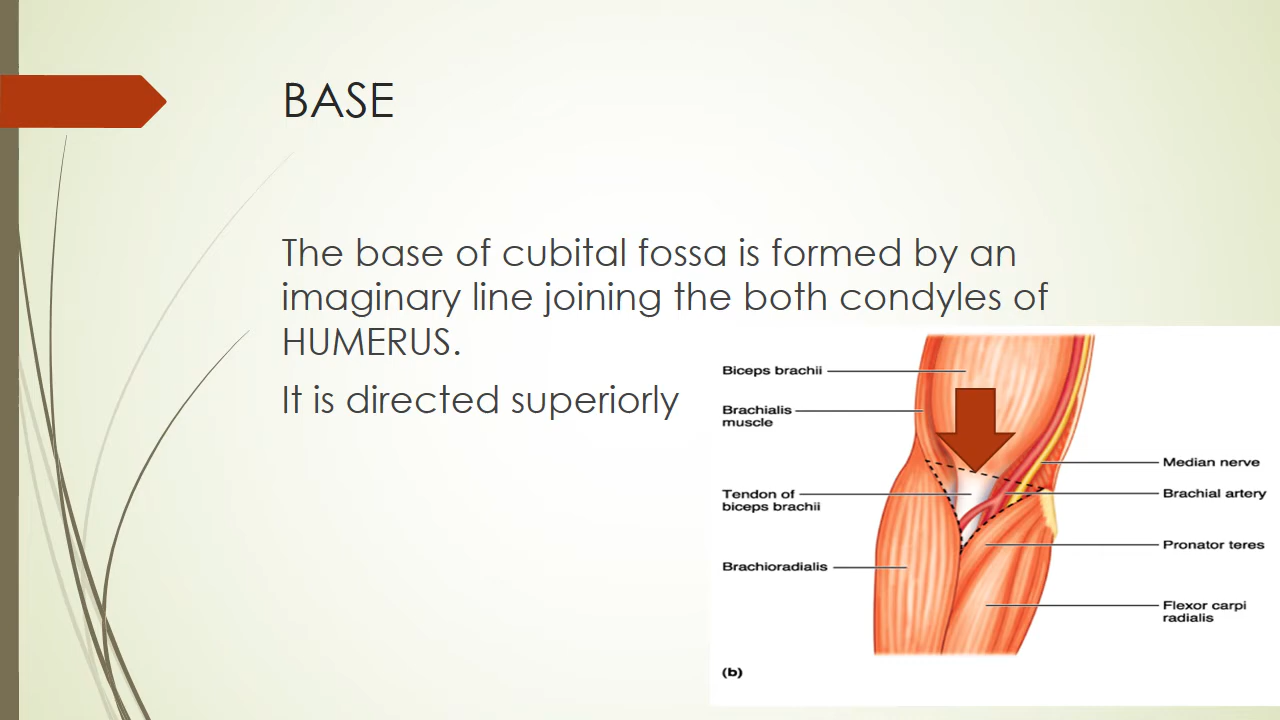 BASE
The base of cubital fossa is formed by an
imaginary line joining the both condyles of
HUMERUS.
It is directed superiorly
Biceps brachii
Brachialis
muscle
Tendon of
biceps brachii
Brachioradialis
Median nerve
Brachial artery
Pronator teres
Flexor carpi
radialis
(b)